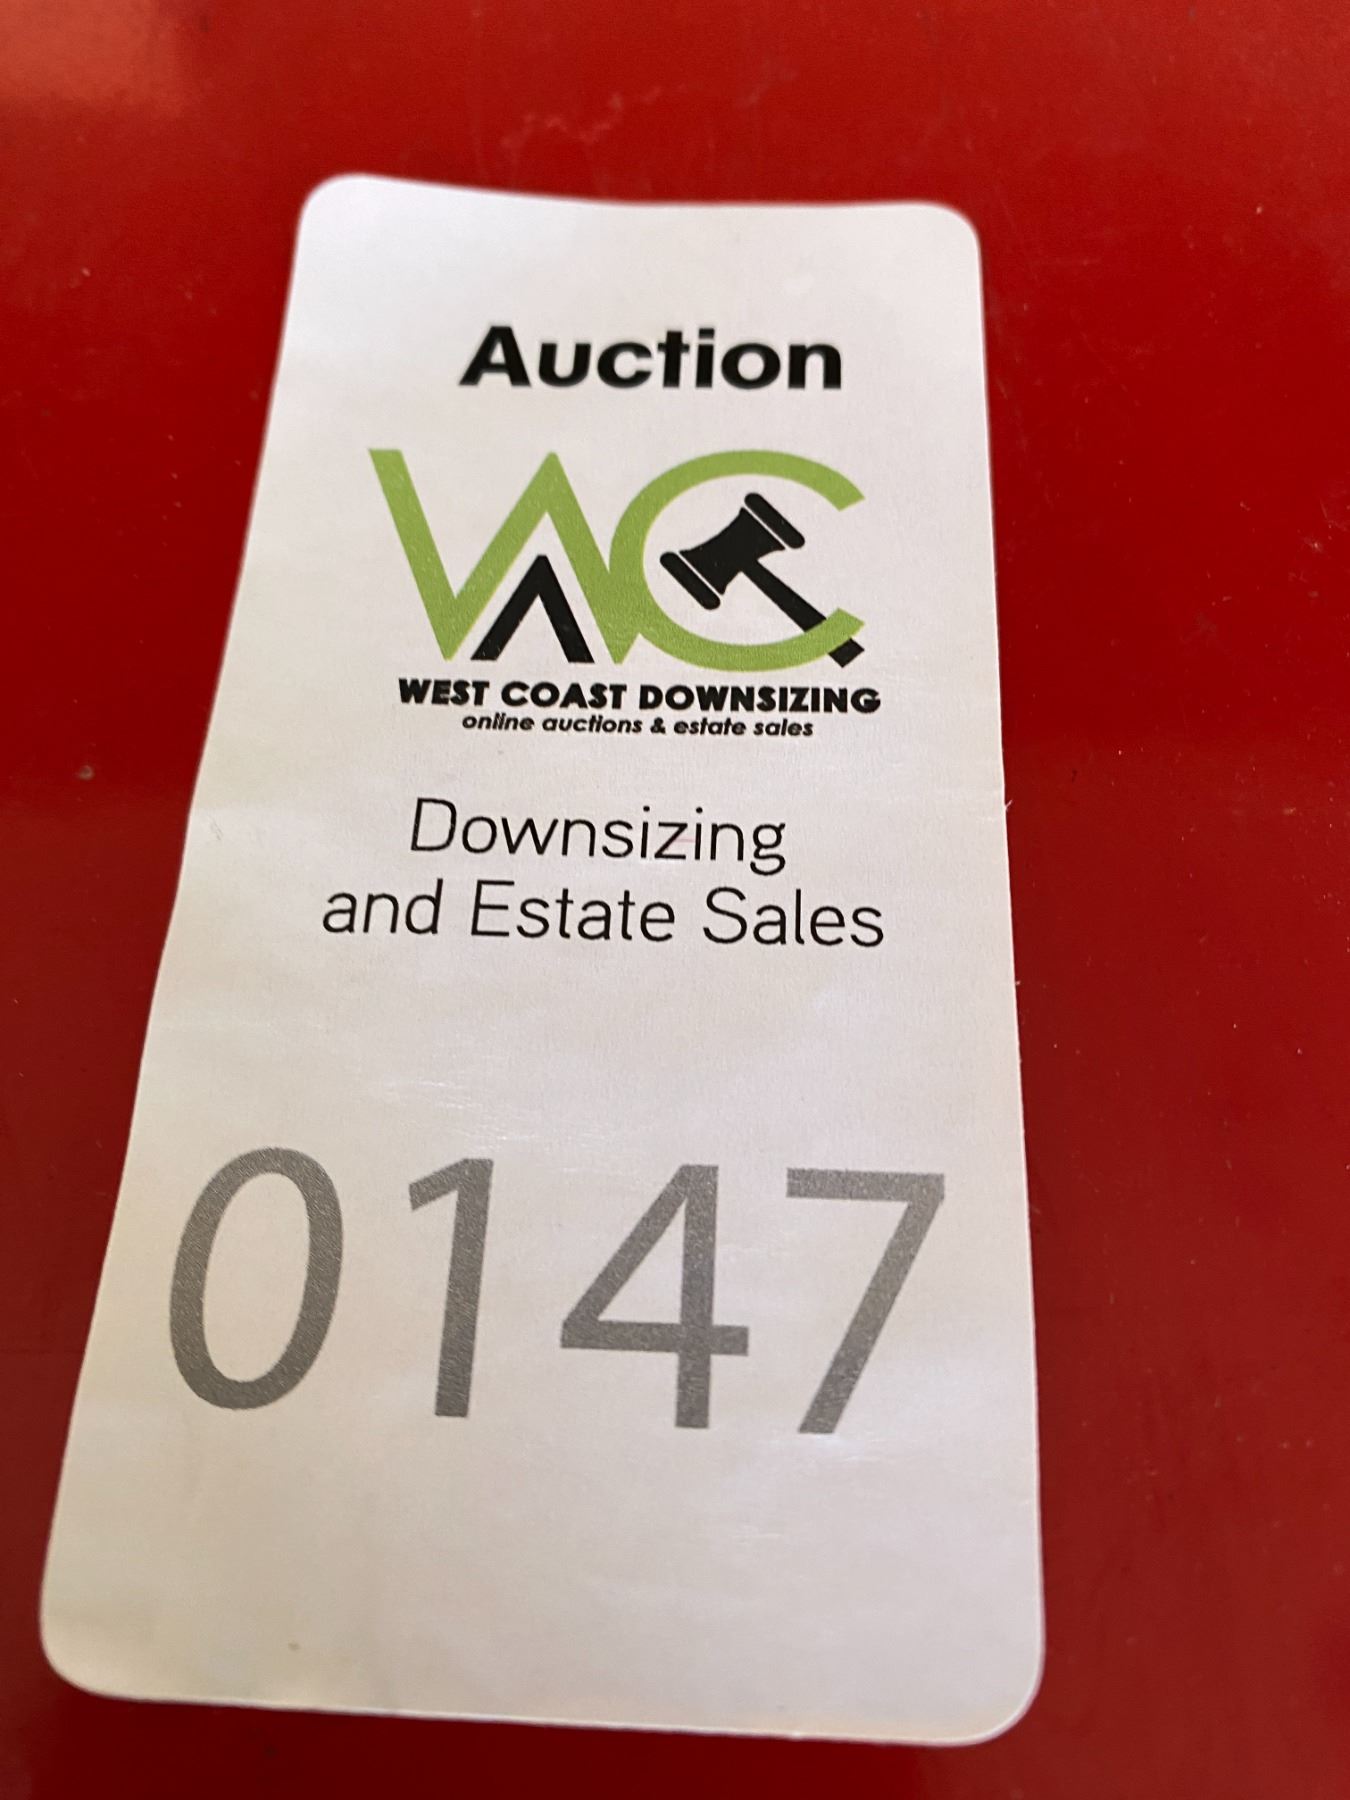 Auction
WC
WEST COAST DOWNSIZING
online auctions & estate sales
Downsizing
and Estate Sales
0147